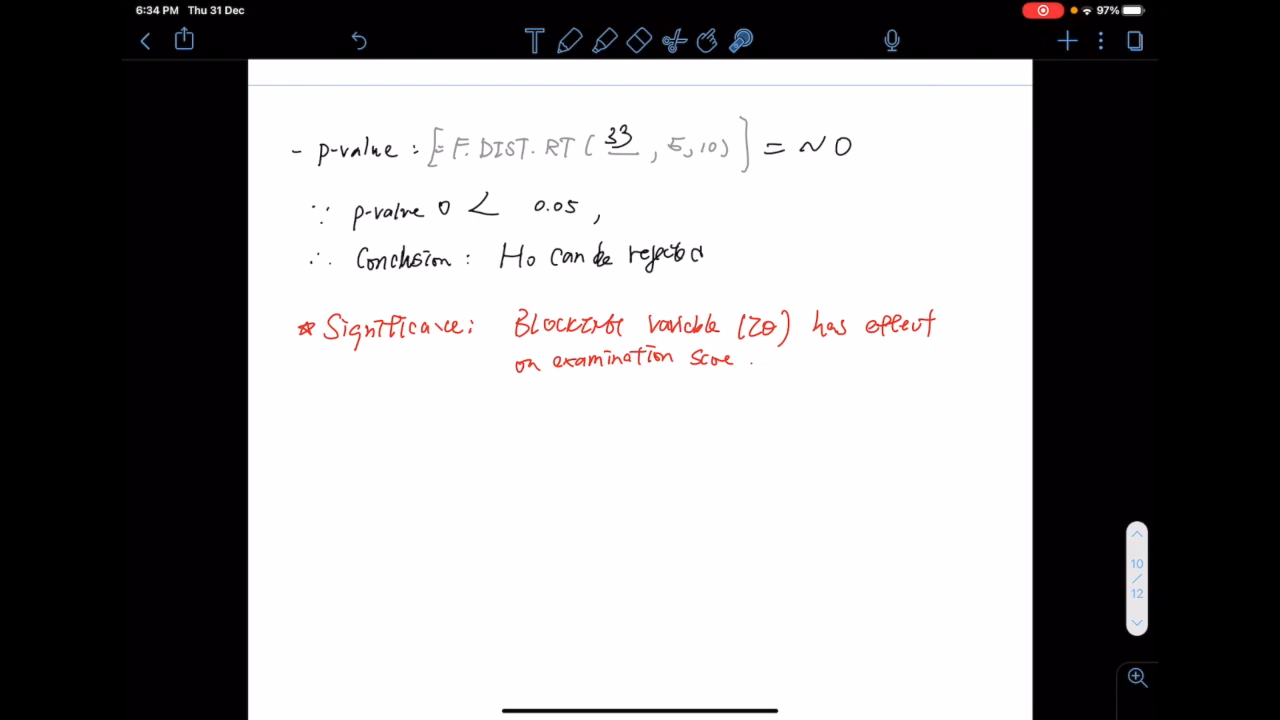 6:34 PM Thu 31 Dec
97%
- p-value : [= F.DIST.RT ( 33 , 5, 10) ] = ~ 0
∵ p-value 0 < 0.05 ,
∴ Conclusion : H0 can be rejected
* Significance : Blocking variable (IQ) has effect
on examination score .
10
/
12